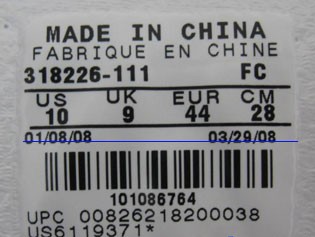 MADE IN CHINA
FABRIQUE EN CHINE
318226-111 FC
US UK EUR CM
10 9 44 28
01/08/08 03/29/08
101086764
UPC 00826218200038
US6119371*